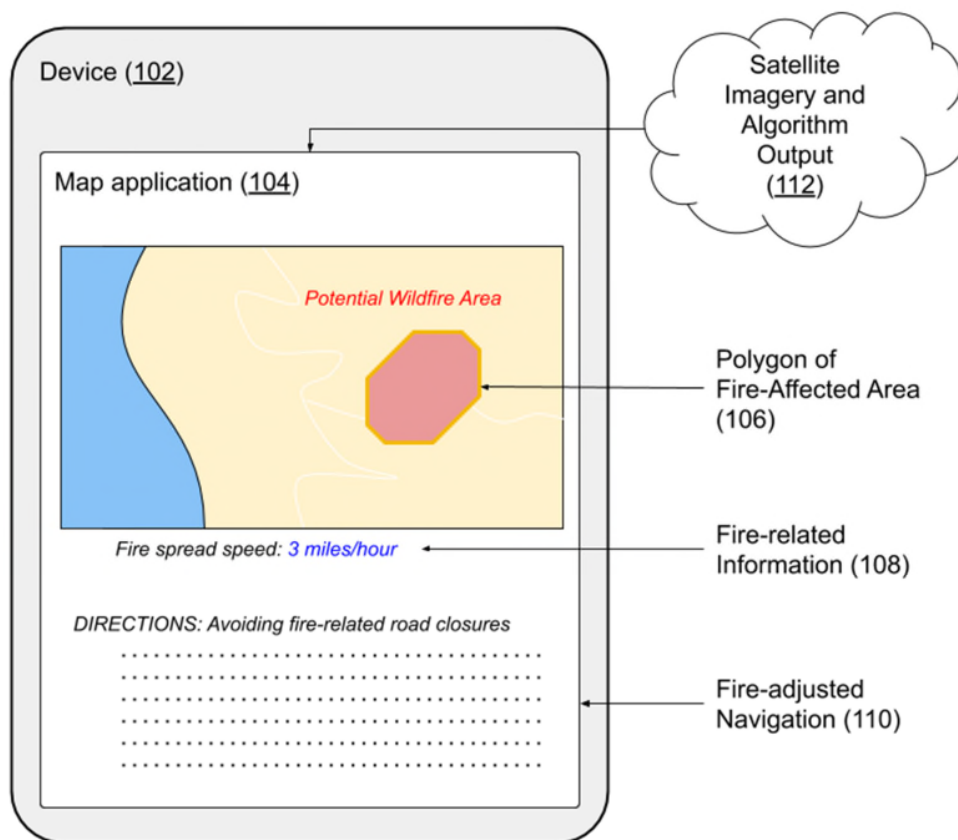 Device (102)
Satellite
Imagery and
Algorithm
Output
(112)
Map application (104)
Potential Wildfire Area
Polygon of
Fire-Affected Area
(106)
Fire spread speed: 3 miles/hour
Fire-related
Information (108)
DIRECTIONS: Avoiding fire-related road closures
Fire-adjusted
Navigation (110)